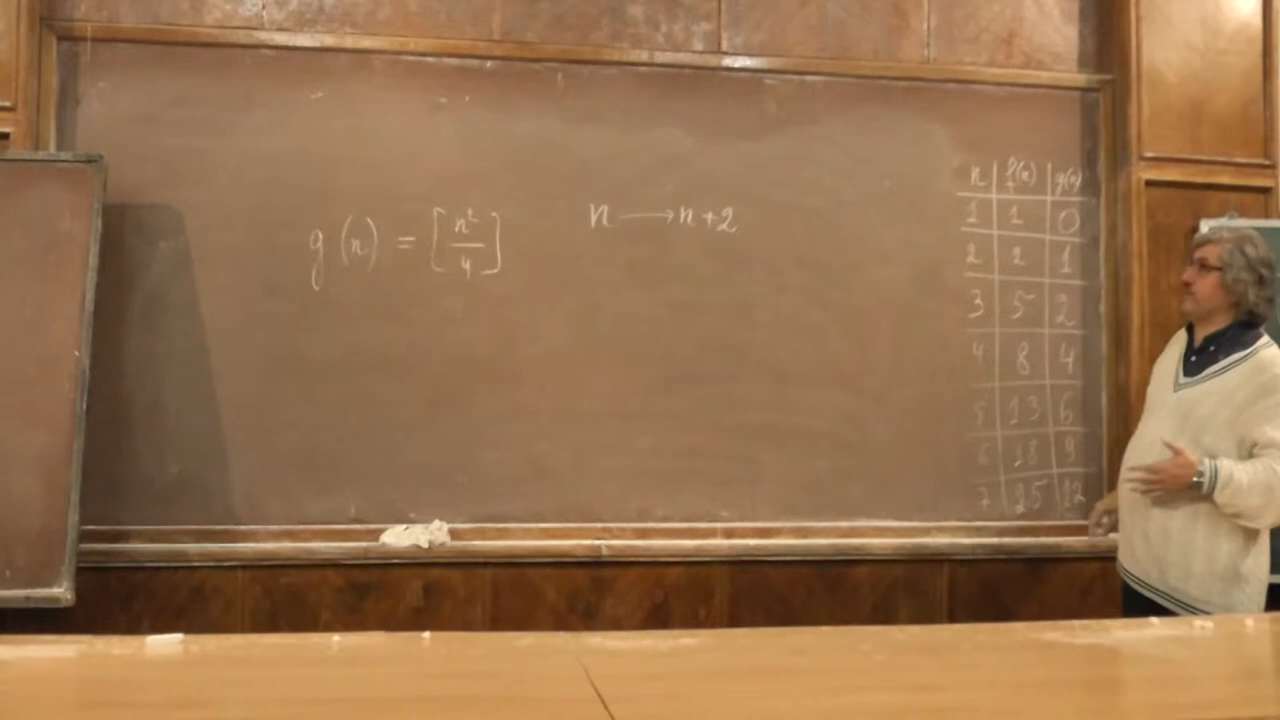 g(n) = [n²/4]
n → n+2
n f(n) g(n)
1 1 0
2 2 1
3 5 2
4 8 4
5 13 6
6 18 9
7 25 12